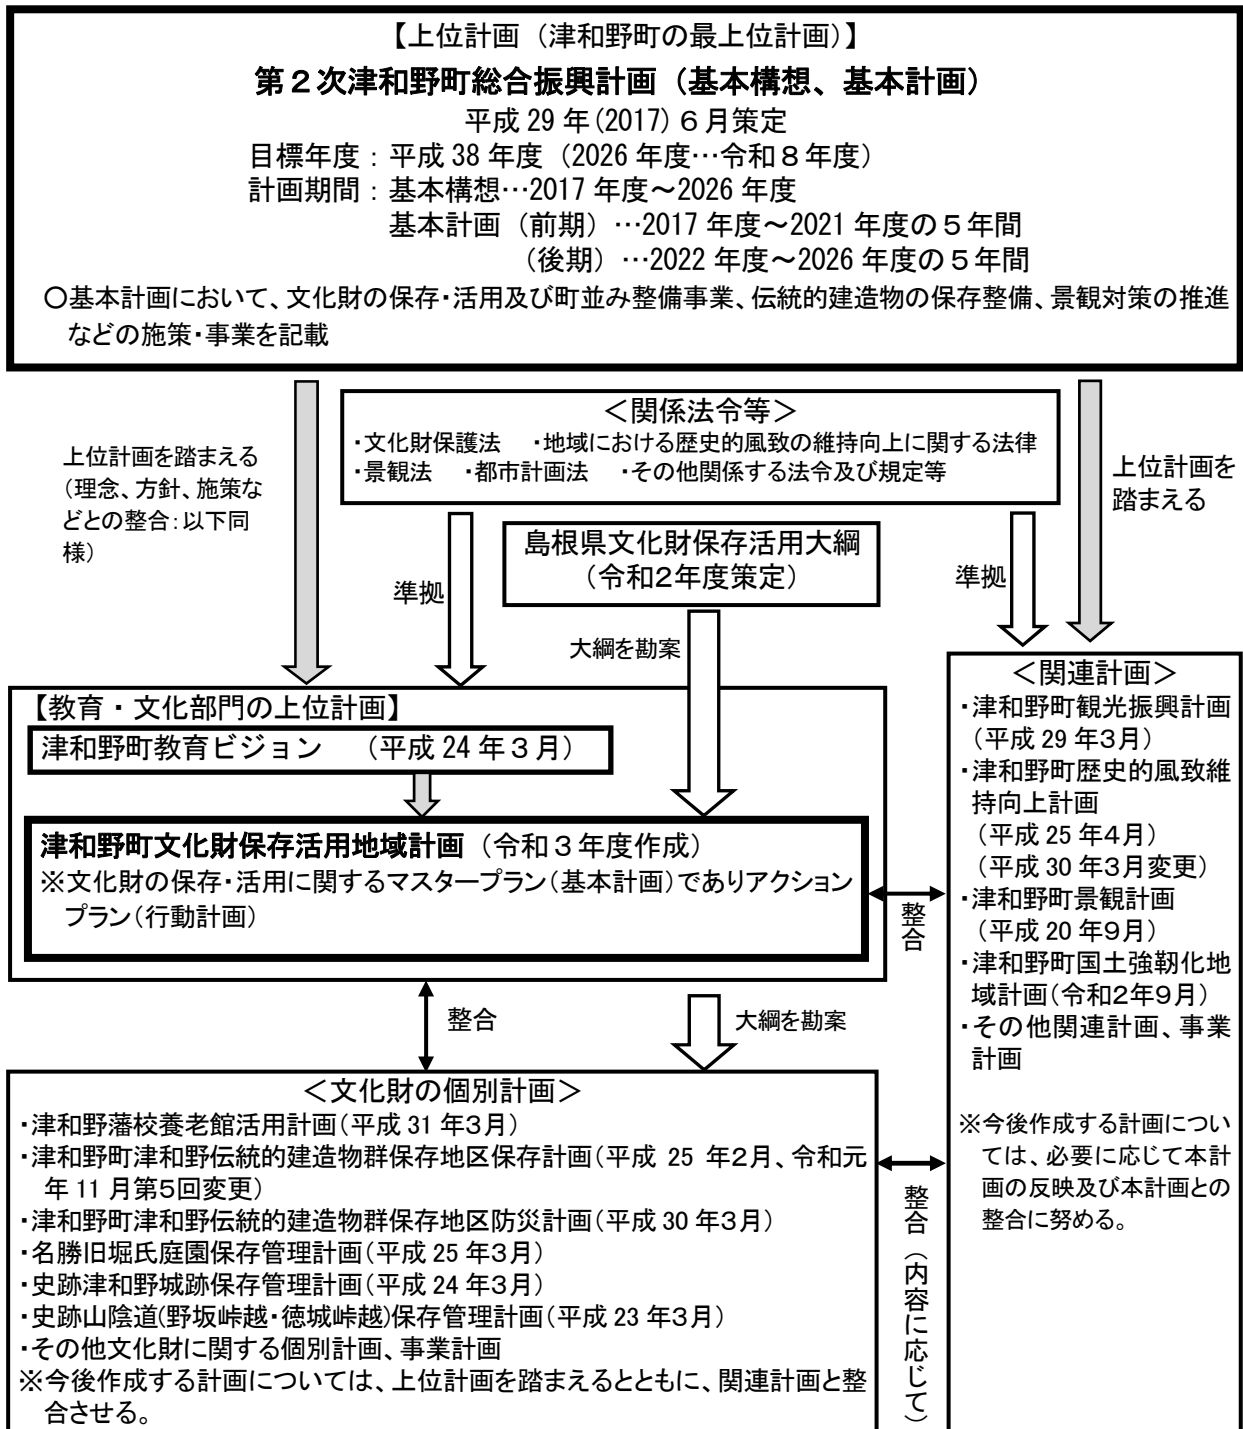 【上位計画（津和野町の最上位計画）】
第２次津和野町総合振興計画（基本構想、基本計画）
平成 29 年(2017) 6 月策定
目標年度：平成 38 年度（2026 年度…令和８年度）
計画期間：基本構想…2017 年度～2026 年度
基本計画（前期）…2017 年度～2021 年度の５年間
（後期）…2022 年度～2026 年度の５年間
○基本計画において、文化財の保存・活用及び町並み整備事業、伝統的建造物の保存整備、景観対策の推進
などの施策・事業を記載
＜関係法令等＞
・文化財保護法　・地域における歴史的風致の維持向上に関する法律
・景観法　・都市計画法　・その他関係する法令及び規定等
上位計画を踏まえる
（理念、方針、施策な
どとの整合：以下同
様）
上位計画を
踏まえる
島根県文化財保存活用大綱
（令和2年度策定）
準拠
準拠
大綱を勘案
【教育・文化部門の上位計画】
津和野町教育ビジョン　（平成 24 年３月）
津和野町文化財保存活用地域計画（令和３年度作成）
※文化財の保存・活用に関するマスタープラン（基本計画）でありアクション
プラン（行動計画）
整合
＜関連計画＞
・津和野町観光振興計画
（平成 29 年3月）
・津和野町歴史的風致維
持向上計画
（平成 25 年4月）
（平成 30 年3月変更）
・津和野町景観計画
（平成 20 年9月）
・津和野町国土強靭化地
域計画（令和2年9月）
・その他関連計画、事業
計画
※今後作成する計画につい
ては、必要に応じて本計
画の反映及び本計画との
整合に努める。
整合
大綱を勘案
＜文化財の個別計画＞
・津和野藩校養老館活用計画（平成 31 年3月）
・津和野町津和野伝統的建造物群保存地区保存計画（平成 25 年2月、令和元
年 11 月第5回変更）
・津和野町津和野伝統的建造物群保存地区防災計画（平成 30 年3月）
・名勝旧堀氏庭園保存管理計画（平成 25 年3月）
・史跡津和野城跡保存管理計画（平成 24 年3月）
・史跡山陰道(野坂峠越・徳城峠越)保存管理計画（平成 23 年3月）
・その他文化財に関する個別計画、事業計画
※今後作成する計画については、上位計画を踏まえるとともに、関連計画と整
合させる。
整合（内容に応じて）